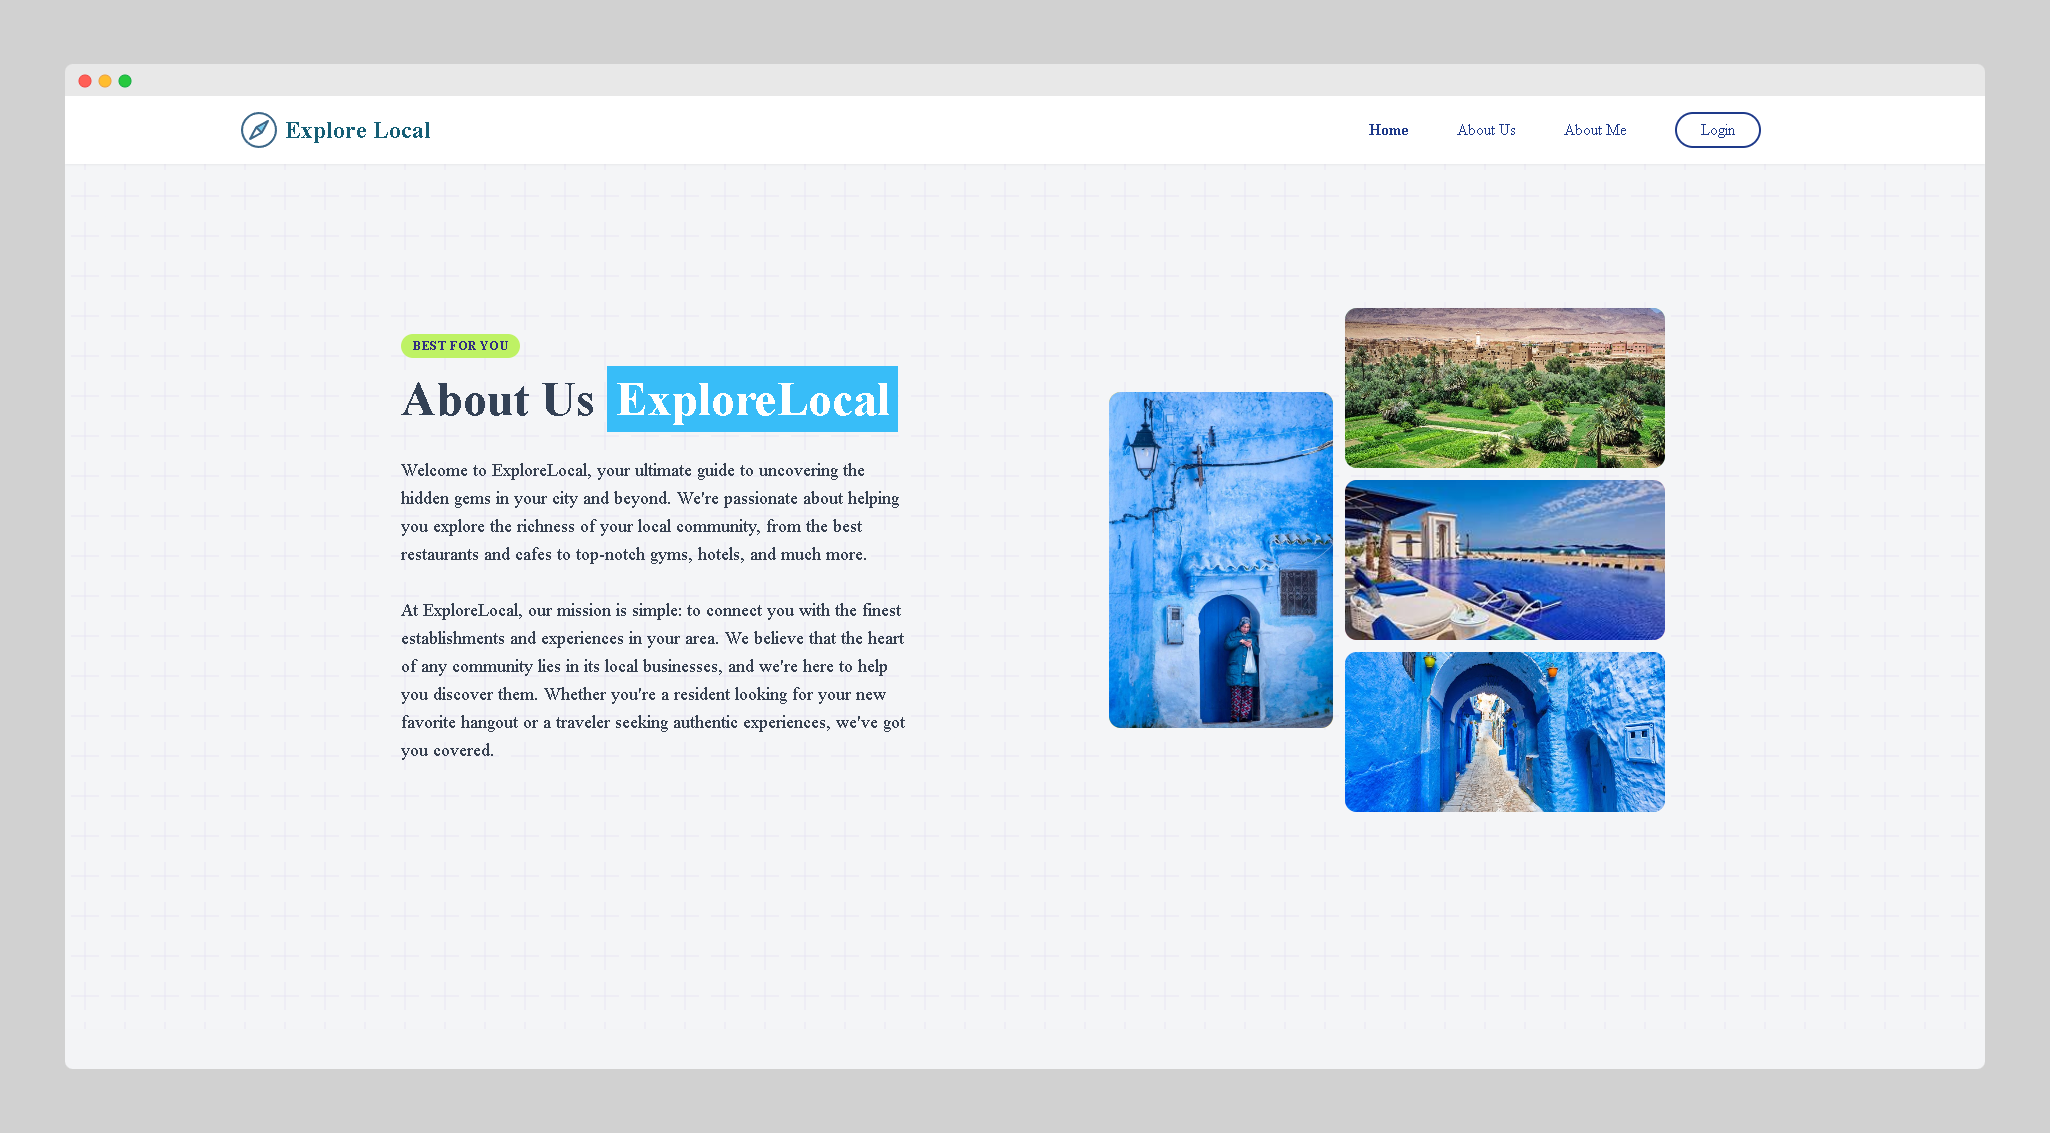 Explore Local
Home
About Us
About Me
Login
BEST FOR YOU
About Us ExploreLocal
Welcome to ExploreLocal, your ultimate guide to uncovering the
hidden gems in your city and beyond. We're passionate about helping
you explore the richness of your local community, from the best
restaurants and cafes to top-notch gyms, hotels, and much more.
At ExploreLocal, our mission is simple: to connect you with the finest
establishments and experiences in your area. We believe that the heart
of any community lies in its local businesses, and we're here to help
you discover them. Whether you're a resident looking for your new
favorite hangout or a traveler seeking authentic experiences, we've got
you covered.